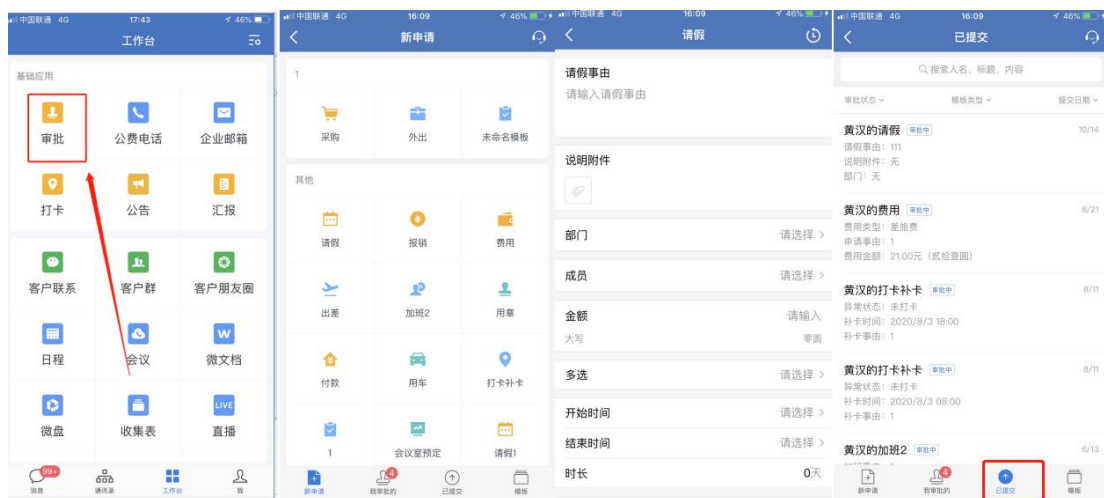 中国联通 4G 17:43 46%
工作台
基础应用
审批 公费电话 企业邮箱
打卡 公告 汇报
客户联系 客户群 客户朋友圈
日程 会议 微文档
LIVE
微盘 收集表 直播
99+
消息 通讯录 工作台 我
中国联通 4G 16:09 46%
新申请
1
采购 外出 未命名模板
其他
请假 报销 费用
出差 加班2 用章
付款 用车 打卡补卡
1 会议室预定 请假1
4
新申请 我审批的 已提交 模板
中国联通 4G 16:09 46%
请假
请假事由
请输入请假事由
说明附件
部门 请选择
成员 请选择
金额 请输入
大写 零圆
多选 请选择
开始时间 请选择
结束时间 请选择
时长 0天
中国联通 4G 16:09 46%
已提交
搜索人名、标题、内容
审批状态 模板类型 提交日期
黄汉的请假 审批中 10/14
请假事由：111
说明附件：无
部门：无
黄汉的费用 审批中 8/21
费用类型：差旅费
申请事由：1
费用金额：21.00元（贰拾壹圆）
黄汉的打卡补卡 审批中 8/11
异常状态：未打卡
补卡时间：2020/8/3 18:00
补卡事由：1
黄汉的打卡补卡 审批中 8/11
异常状态：未打卡
补卡时间：2020/8/3 08:00
补卡事由：1
黄汉的加班2 审批中 6/13
4
新申请 我审批的 已提交 模板